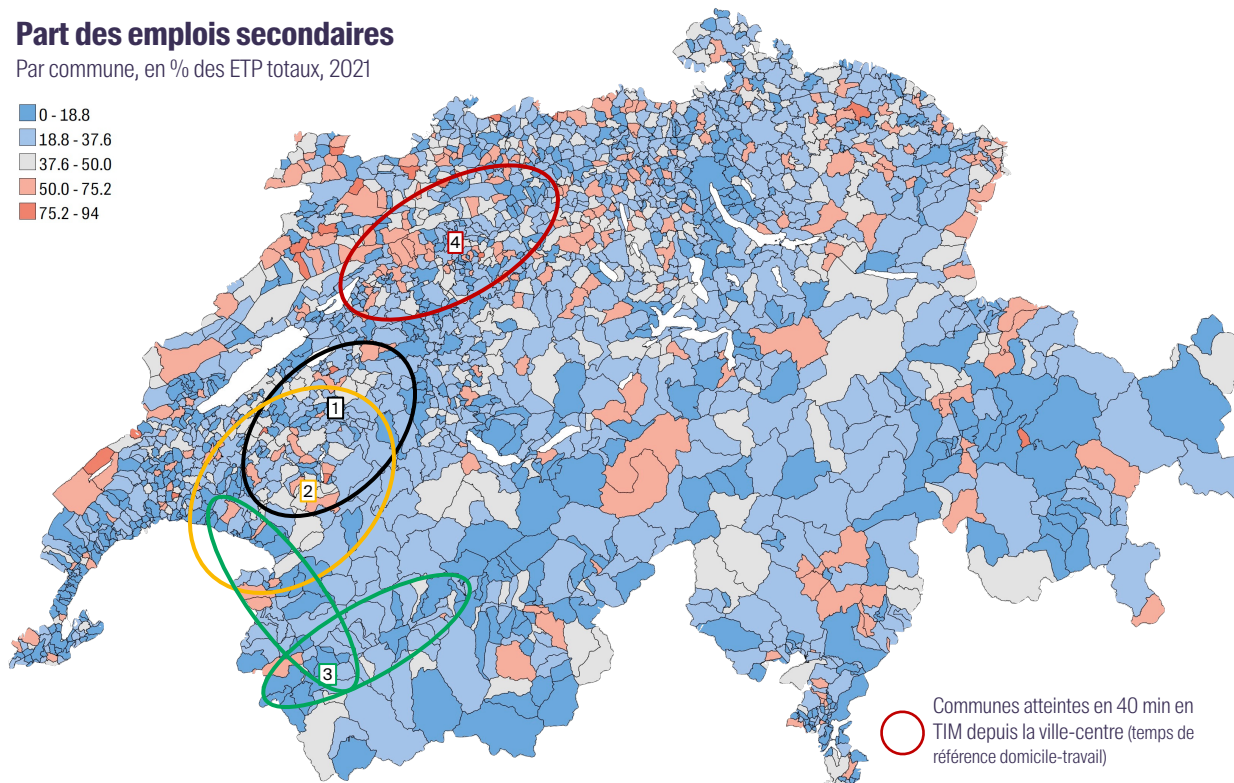 Part des emplois secondaires
Par commune, en % des ETP totaux, 2021
0 - 18.8
18.8 - 37.6
37.6 - 50.0
50.0 - 75.2
75.2 - 94
4
1
2
3
Communes atteintes en 40 min en
TIM depuis la ville-centre (temps de
référence domicile-travail)